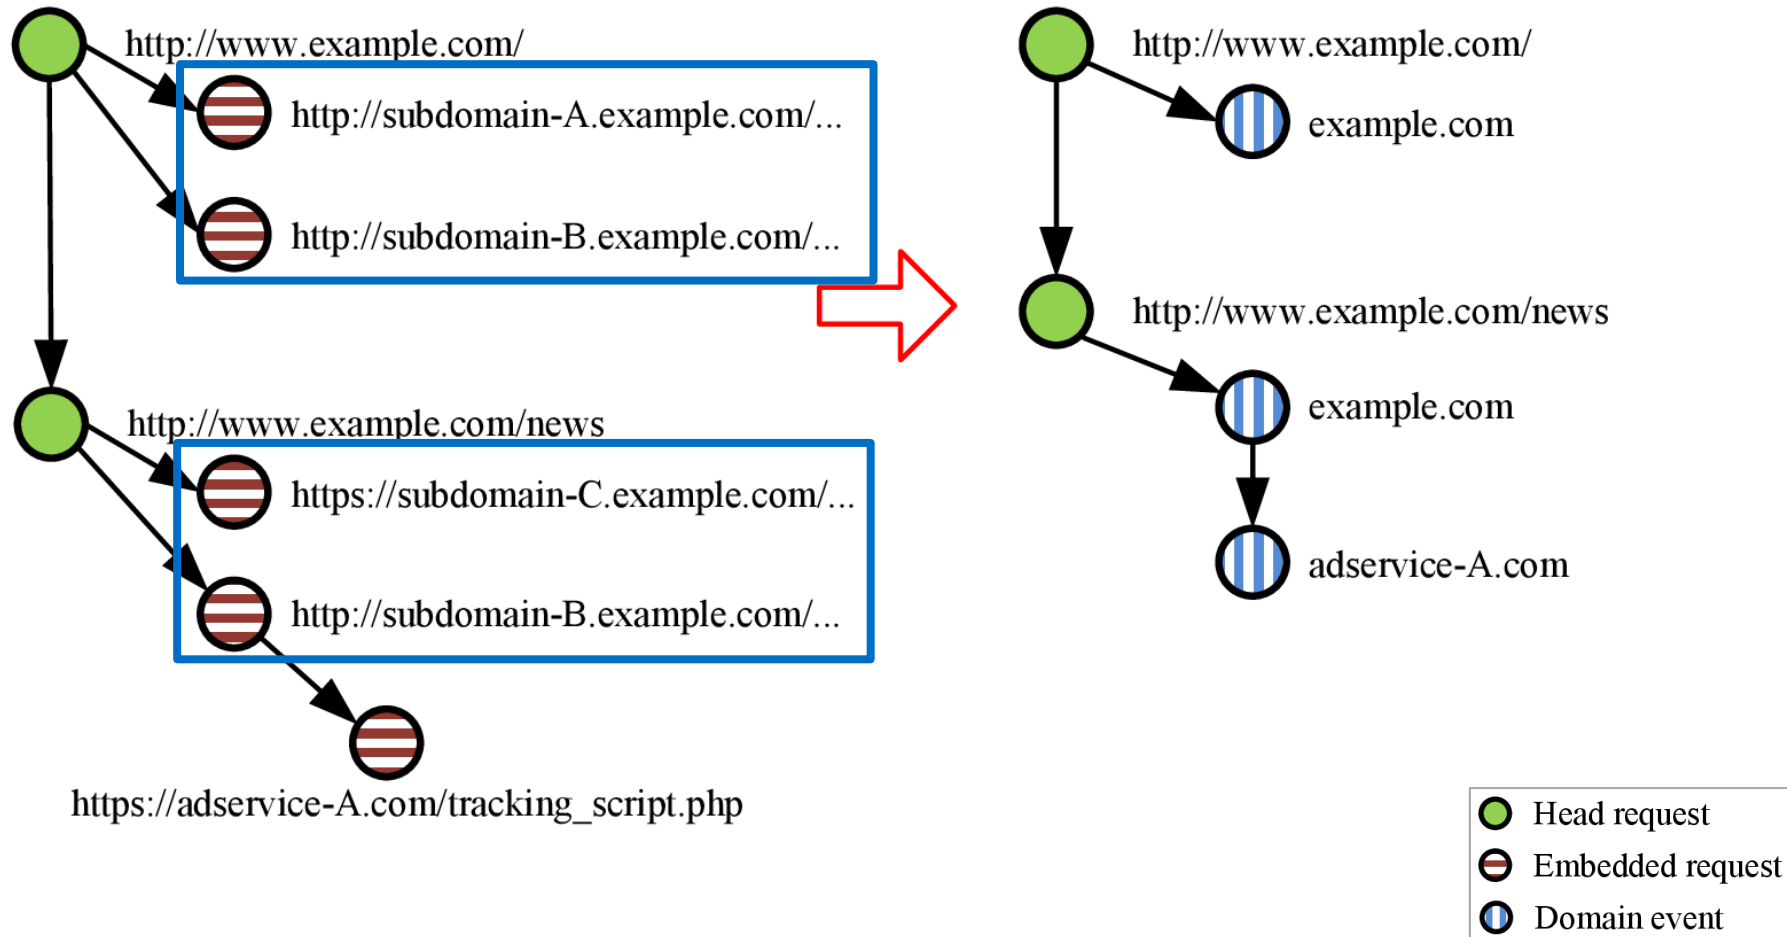 http://www.example.com/
http://subdomain-A.example.com/...
http://subdomain-B.example.com/...
http://www.example.com/news
https://subdomain-C.example.com/...
http://subdomain-B.example.com/...
https://adservice-A.com/tracking_script.php
http://www.example.com/
example.com
http://www.example.com/news
example.com
adservice-A.com
Head request
Embedded request
Domain event